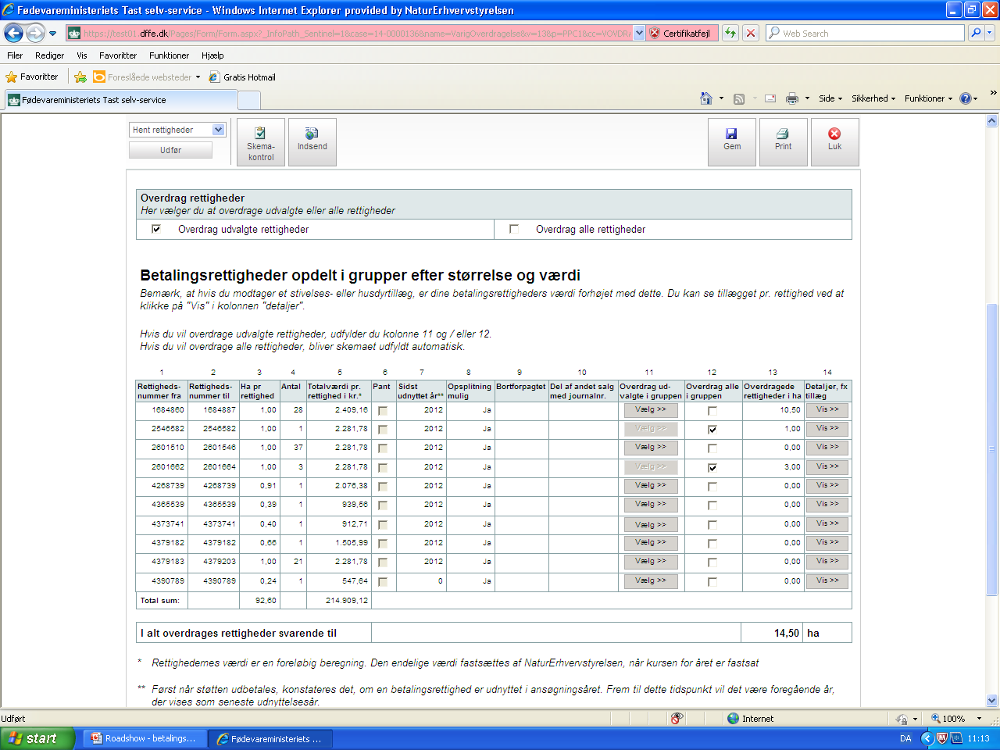 Fødevareministeriets Tast selv-service - Windows Internet Explorer provided by NaturErhvervstyrelsen
https://test01.dffe.dk/Pages/Form/Form.aspx?_InfoPath_Sentinel=1&case=14-0000136&name=VarigOverdragelse&v=13&p=PPC1&cc=VOVDR
Certifikatfejl
Web Search
Filer Rediger Vis Favoritter Funktioner Hjælp
Favoritter Foreslåede websteder Gratis Hotmail
Fødevareministeriets Tast selv-service
Side Sikkerhed Funktioner
Hent rettigheder
Udfør
Skema-
kontrol
Indsend
Gem
Print
Luk
Overdrag rettigheder
Her vælger du at overdrage udvalgte eller alle rettigheder
Overdrag udvalgte rettigheder Overdrag alle rettigheder
Betalingsrettigheder opdelt i grupper efter størrelse og værdi
Bemærk, at hvis du modtager et stivelses- eller husdyrtillæg, er dine betalingsrettigheders værdi forhøjet med dette. Du kan se tillægget pr. rettighed ved at
klikke på "Vis" i kolonnen "detaljer".
Hvis du vil overdrage udvalgte rettigheder, udfylder du kolonne 11 og / eller 12.
Hvis du vil overdrage alle rettigheder, bliver skemaet udfyldt automatisk.
1 2 3 4 5 6 7 8 9 10 11 12 13 14
Rettigheds- Rettigheds- Ha pr Antal Totalværdi pr. Pant Sidst Opsplitning Bortforpagtet Del af andet salg Overdrag ud- Overdrag alle Overdragede Detaljer, fx
nummer fra nummer til rettighed rettighed i kr.* udnyttet år** mulig med journalnr. valgte i gruppen i gruppen rettigheder i ha tillæg
1684860 1684887 1,00 28 2.409,16 2012 Ja Vælg >> 10,50 Vis >>
2546582 2546582 1,00 1 2.281,78 2012 Ja Vælg >> 1,00 Vis >>
2601510 2601546 1,00 37 2.281,78 2012 Ja Vælg >> 0,00 Vis >>
2601662 2601664 1,00 3 2.281,78 2012 Ja Vælg >> 3,00 Vis >>
4268739 4268739 0,91 1 2.076,38 2012 Ja Vælg >> 0,00 Vis >>
4365539 4365539 0,39 1 939,56 2012 Ja Vælg >> 0,00 Vis >>
4373741 4373741 0,40 1 912,71 2012 Ja Vælg >> 0,00 Vis >>
4379182 4379182 0,66 1 1.505,99 2012 Ja Vælg >> 0,00 Vis >>
4379183 4379203 1,00 21 2.281,78 2012 Ja Vælg >> 0,00 Vis >>
4390789 4390789 0,24 1 547,64 0 Ja Vælg >> 0,00 Vis >>
Total sum: 92,60 214.909,12
I alt overdrages rettigheder svarende til 14,50 ha
* Rettighedernes værdi er en foreløbig beregning. Den endelige værdi fastsættes af NaturErhvervstyrelsen, når kursen for året er fastsat
** Først når støtten udbetales, konstateres det, om en betalingsrettighed er udnyttet i ansøgningsåret. Frem til dette tidspunkt vil det være foregående år,
der vises som seneste udnyttelsesår.
Udført Internet 100%
start Roadshow - betalings... Fødevareministeriets ... DA 11:13